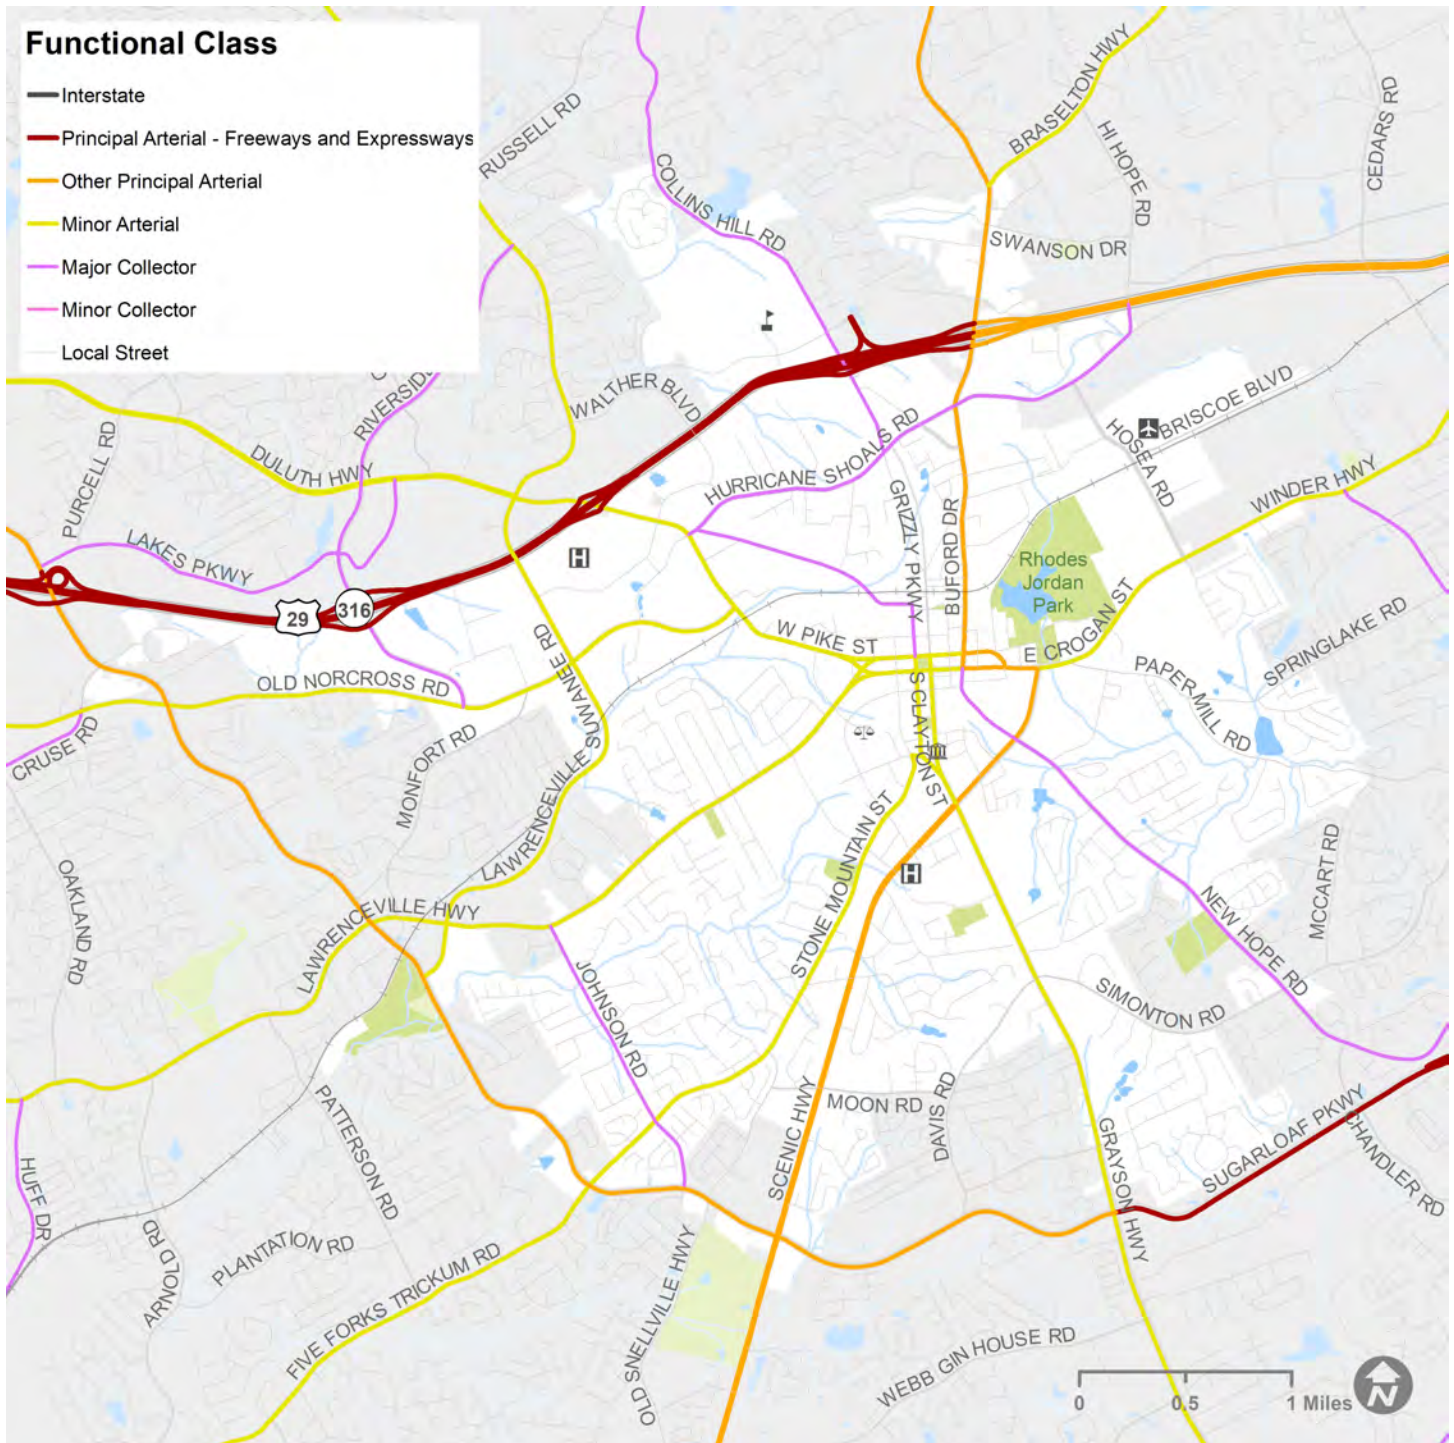 Functional Class
Interstate
Principal Arterial - Freeways and Expressways
Other Principal Arterial
Minor Arterial
Major Collector
Minor Collector
Local Street
RUSSELL RD
BRASELTON HWY
CEDARS RD
HI HOPE RD
COLLINS HILL RD
SWANSON DR
RIVERSID
WALTHER BLVD
BRISCOE BLVD
PURCELL RD
DULUTH HWY
HURRICANE SHOALS RD
HOSEA RD
WINDER HWY
GRIZZLY PKWY
BUFORD DR
LAKES PKWY
H
Rhodes
Jordan
Park
29
316
W PIKE ST
E CROGAN ST
SPRINGLAKE RD
SUWANEE RD
OLD NORCROSS RD
PAPER MILL RD
CRUSE RD
MONFORT RD
S CLAYTON ST
LAWRENCEVILLE
STONE MOUNTAIN ST
MCCART RD
OAKLAND RD
H
LAWRENCEVILLE HWY
NEW HOPE RD
JOHNSON RD
SIMONTON RD
SCENIC HWY
MOON RD
DAVIS RD
PATTERSON RD
GRAYSON HWY
SUGARLOAF PKWY
CHANDLER RD
HUFF DR
ARNOLD RD
PLANTATION RD
FIVE FORKS TRICKUM RD
OLD SNELLVILLE HWY
WEBB GIN HOUSE RD
0
0.5
1 Miles
N